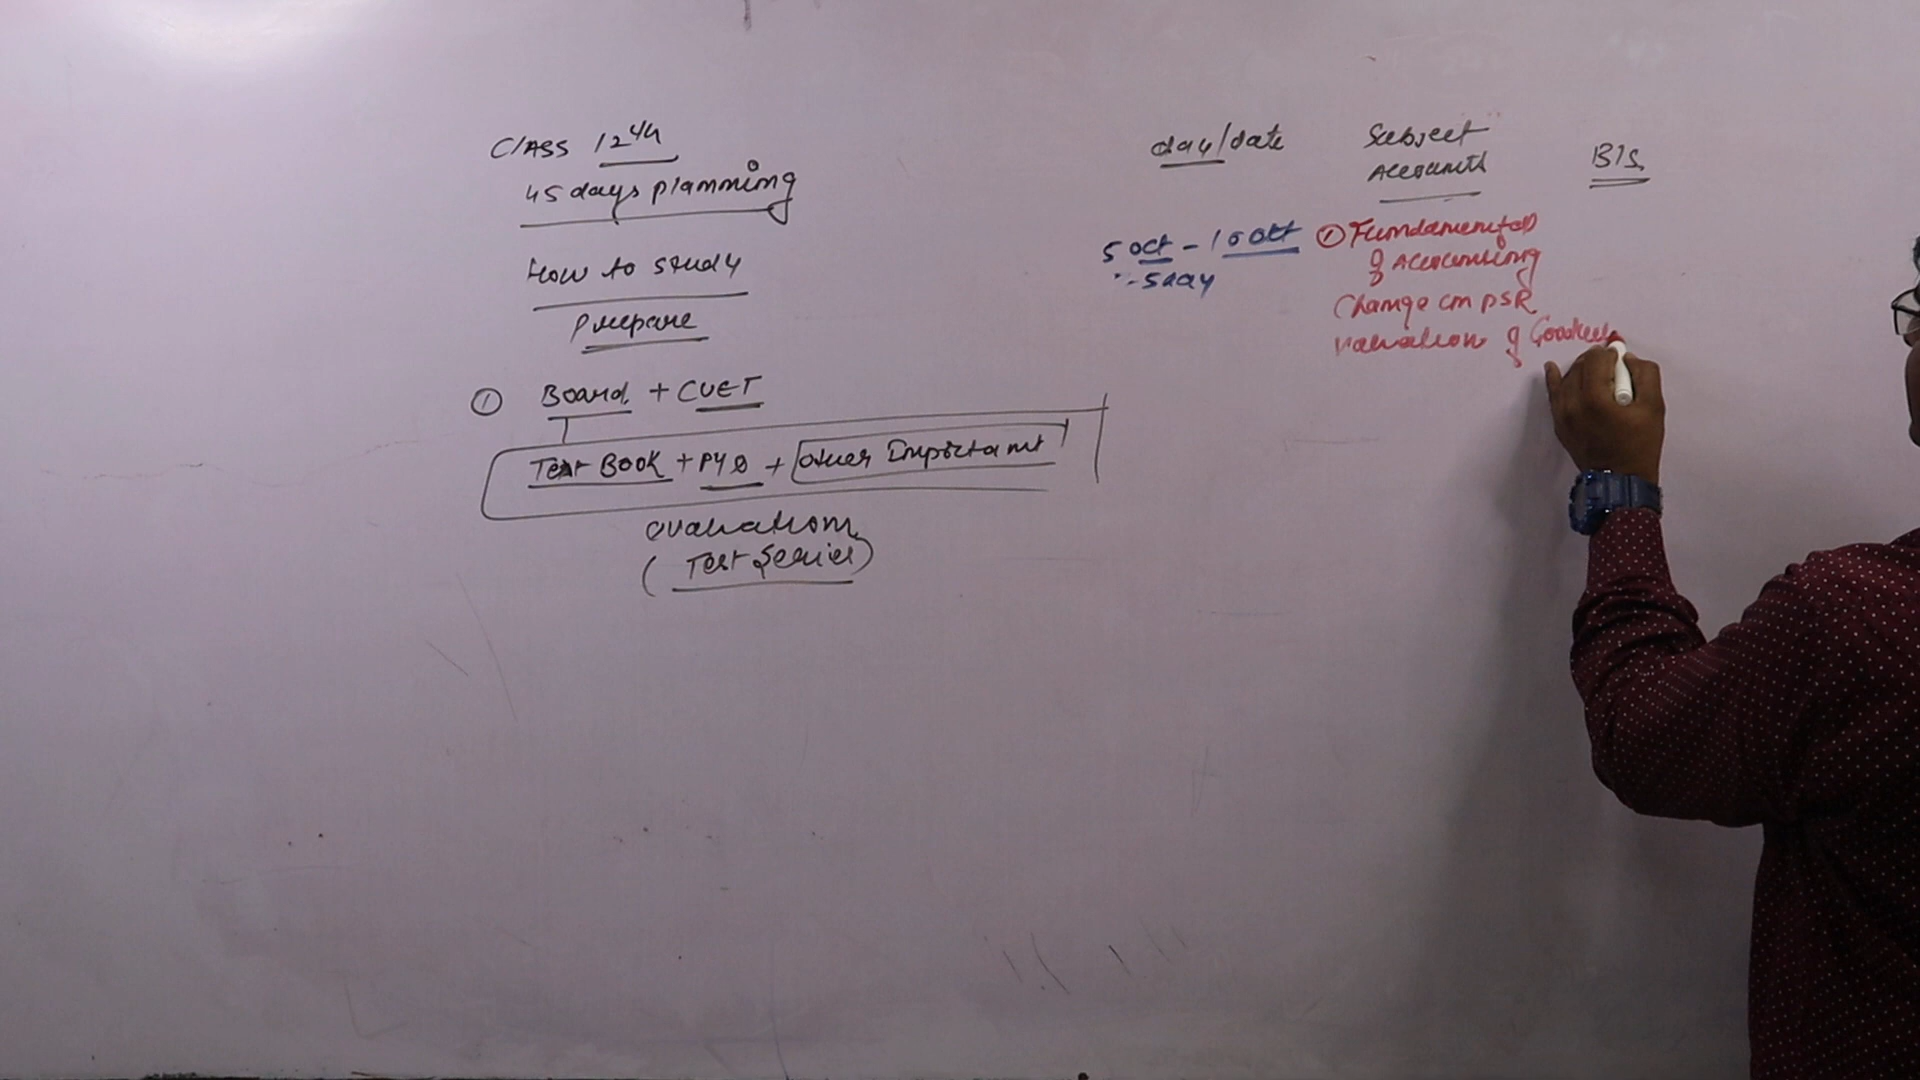 CLASS 12th
45 days planning
How to study
prepare
① Board + CUET
Text Book + PYQ + Other Important
evaluation
(Test Series)
day/date
Subject
Accounts
B/S
5 oct - 10 oct
5 day
① Fundamental
of Accounting
Change in PSR
valuation of Goodwill